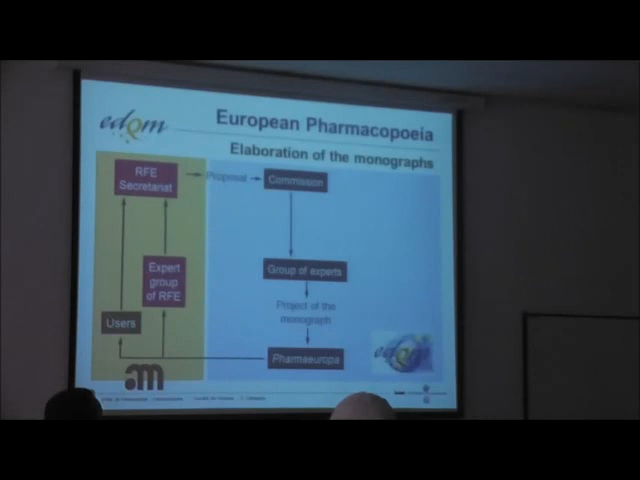 edQm
European Pharmacopoeia
Elaboration of the monographs
RFE
Secretariat
Proposal
Commission
Expert
group
of RFE
Group of experts
Project of the
monograph
Users
Pharmaeuropa